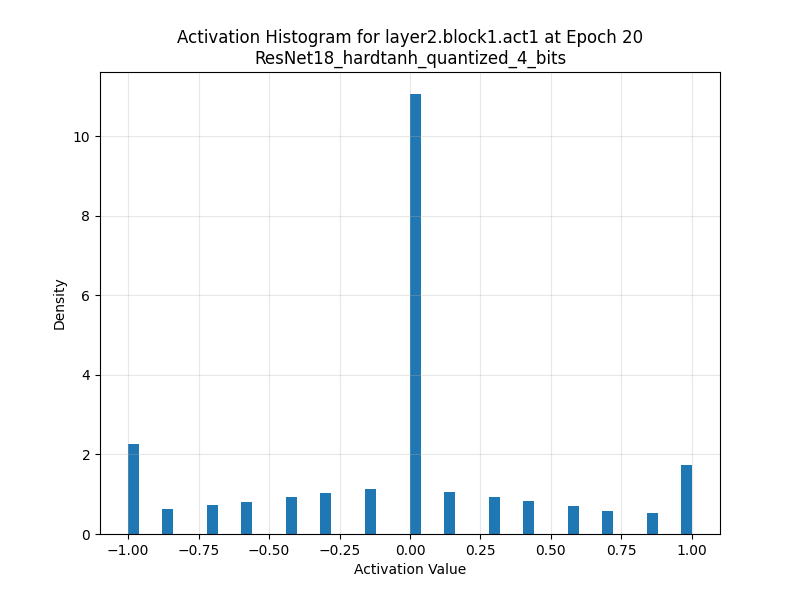 Activation Histogram for layer2.block1.act1 at Epoch 20
ResNet18_hardtanh_quantized_4_bits
Density
10
8
6
4
2
0
−1.00 −0.75 −0.50 −0.25 0.00 0.25 0.50 0.75 1.00
Activation Value